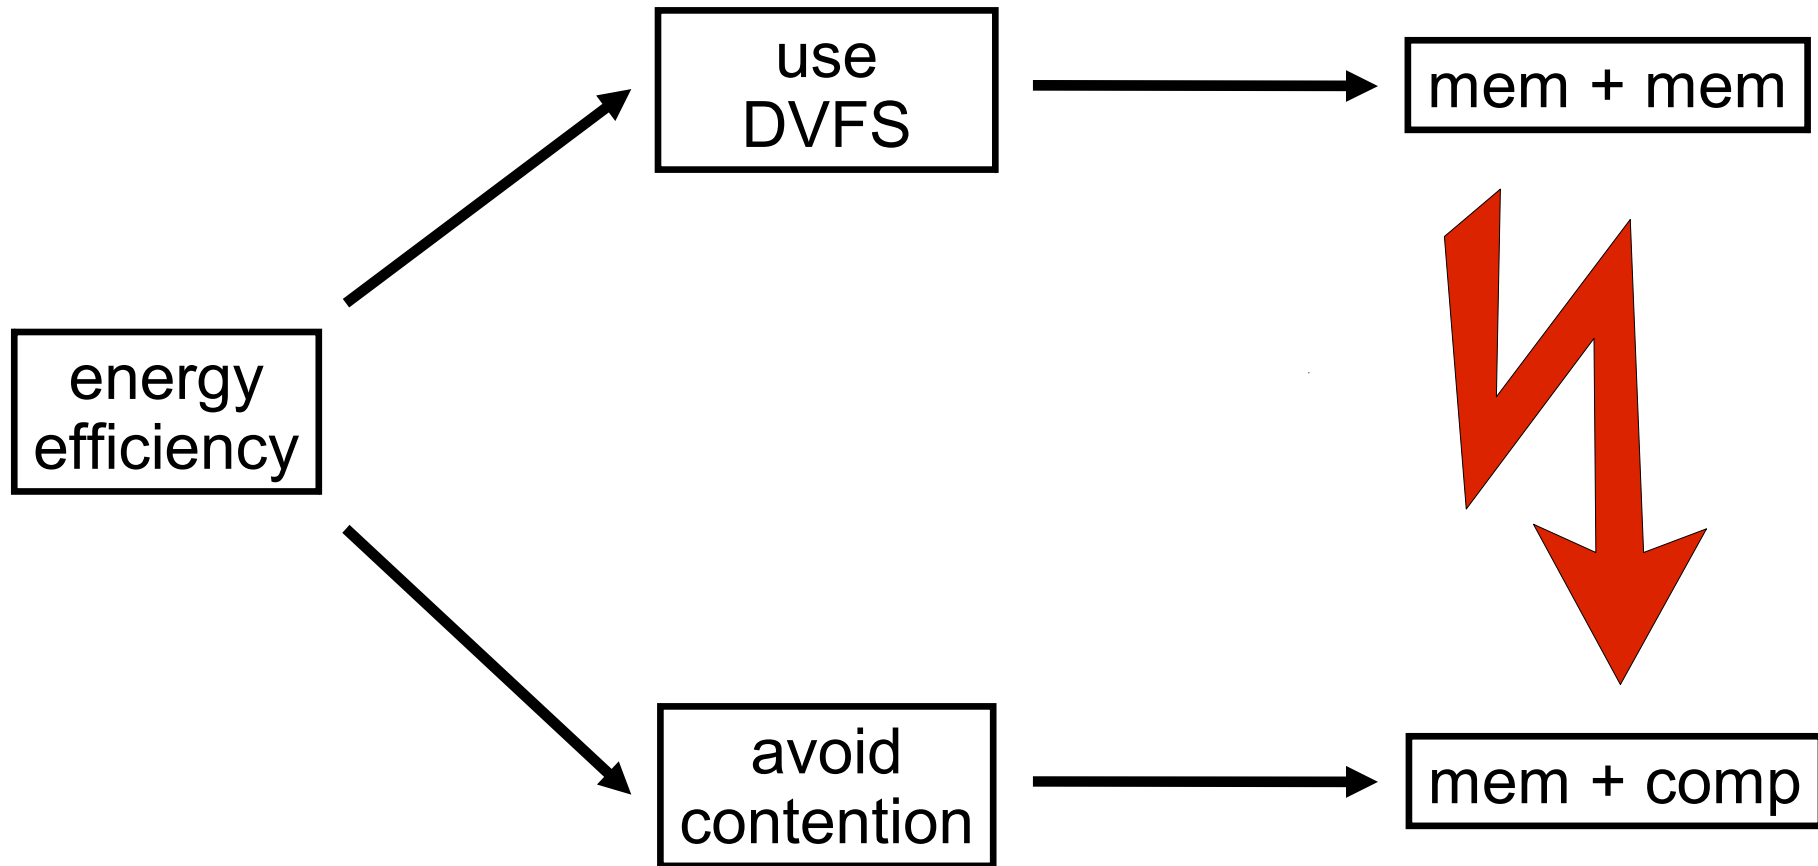 use
DVFS
mem + mem
energy
efficiency
avoid
contention
mem + comp